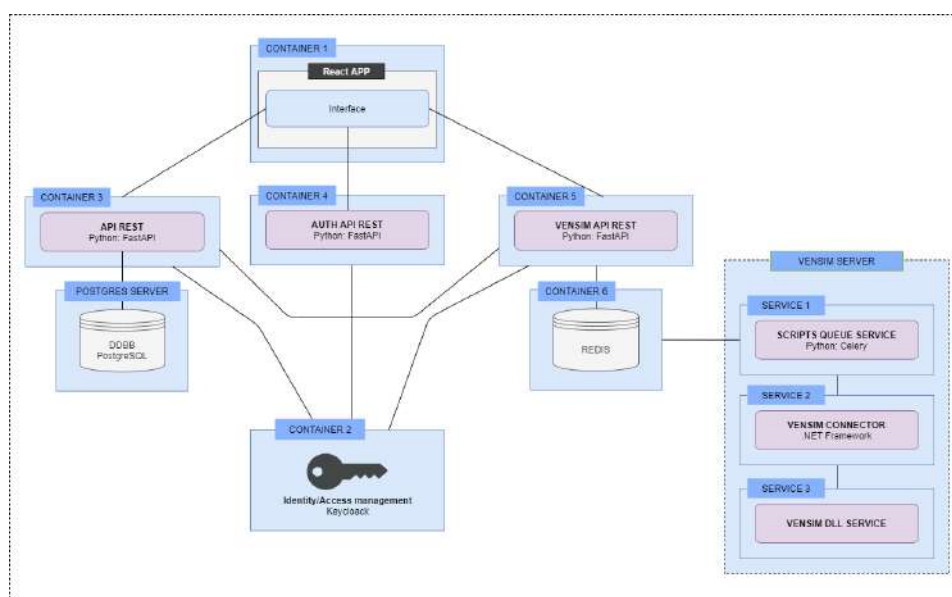 CONTAINER 1
React APP
Interface
CONTAINER 3
API REST
Python: FastAPI
CONTAINER 4
AUTH API REST
Python: FastAPI
CONTAINER 5
VENSIM API REST
Python: FastAPI
POSTGRES SERVER
DDBB
PostgreSQL
CONTAINER 6
REDIS
VENSIM SERVER
SERVICE 1
SCRIPTS QUEUE SERVICE
Python: Celery
SERVICE 2
VENSIM CONNECTOR
.NET Framework
SERVICE 3
VENSIM DLL SERVICE
CONTAINER 2
Identity/Access management
Keycloack